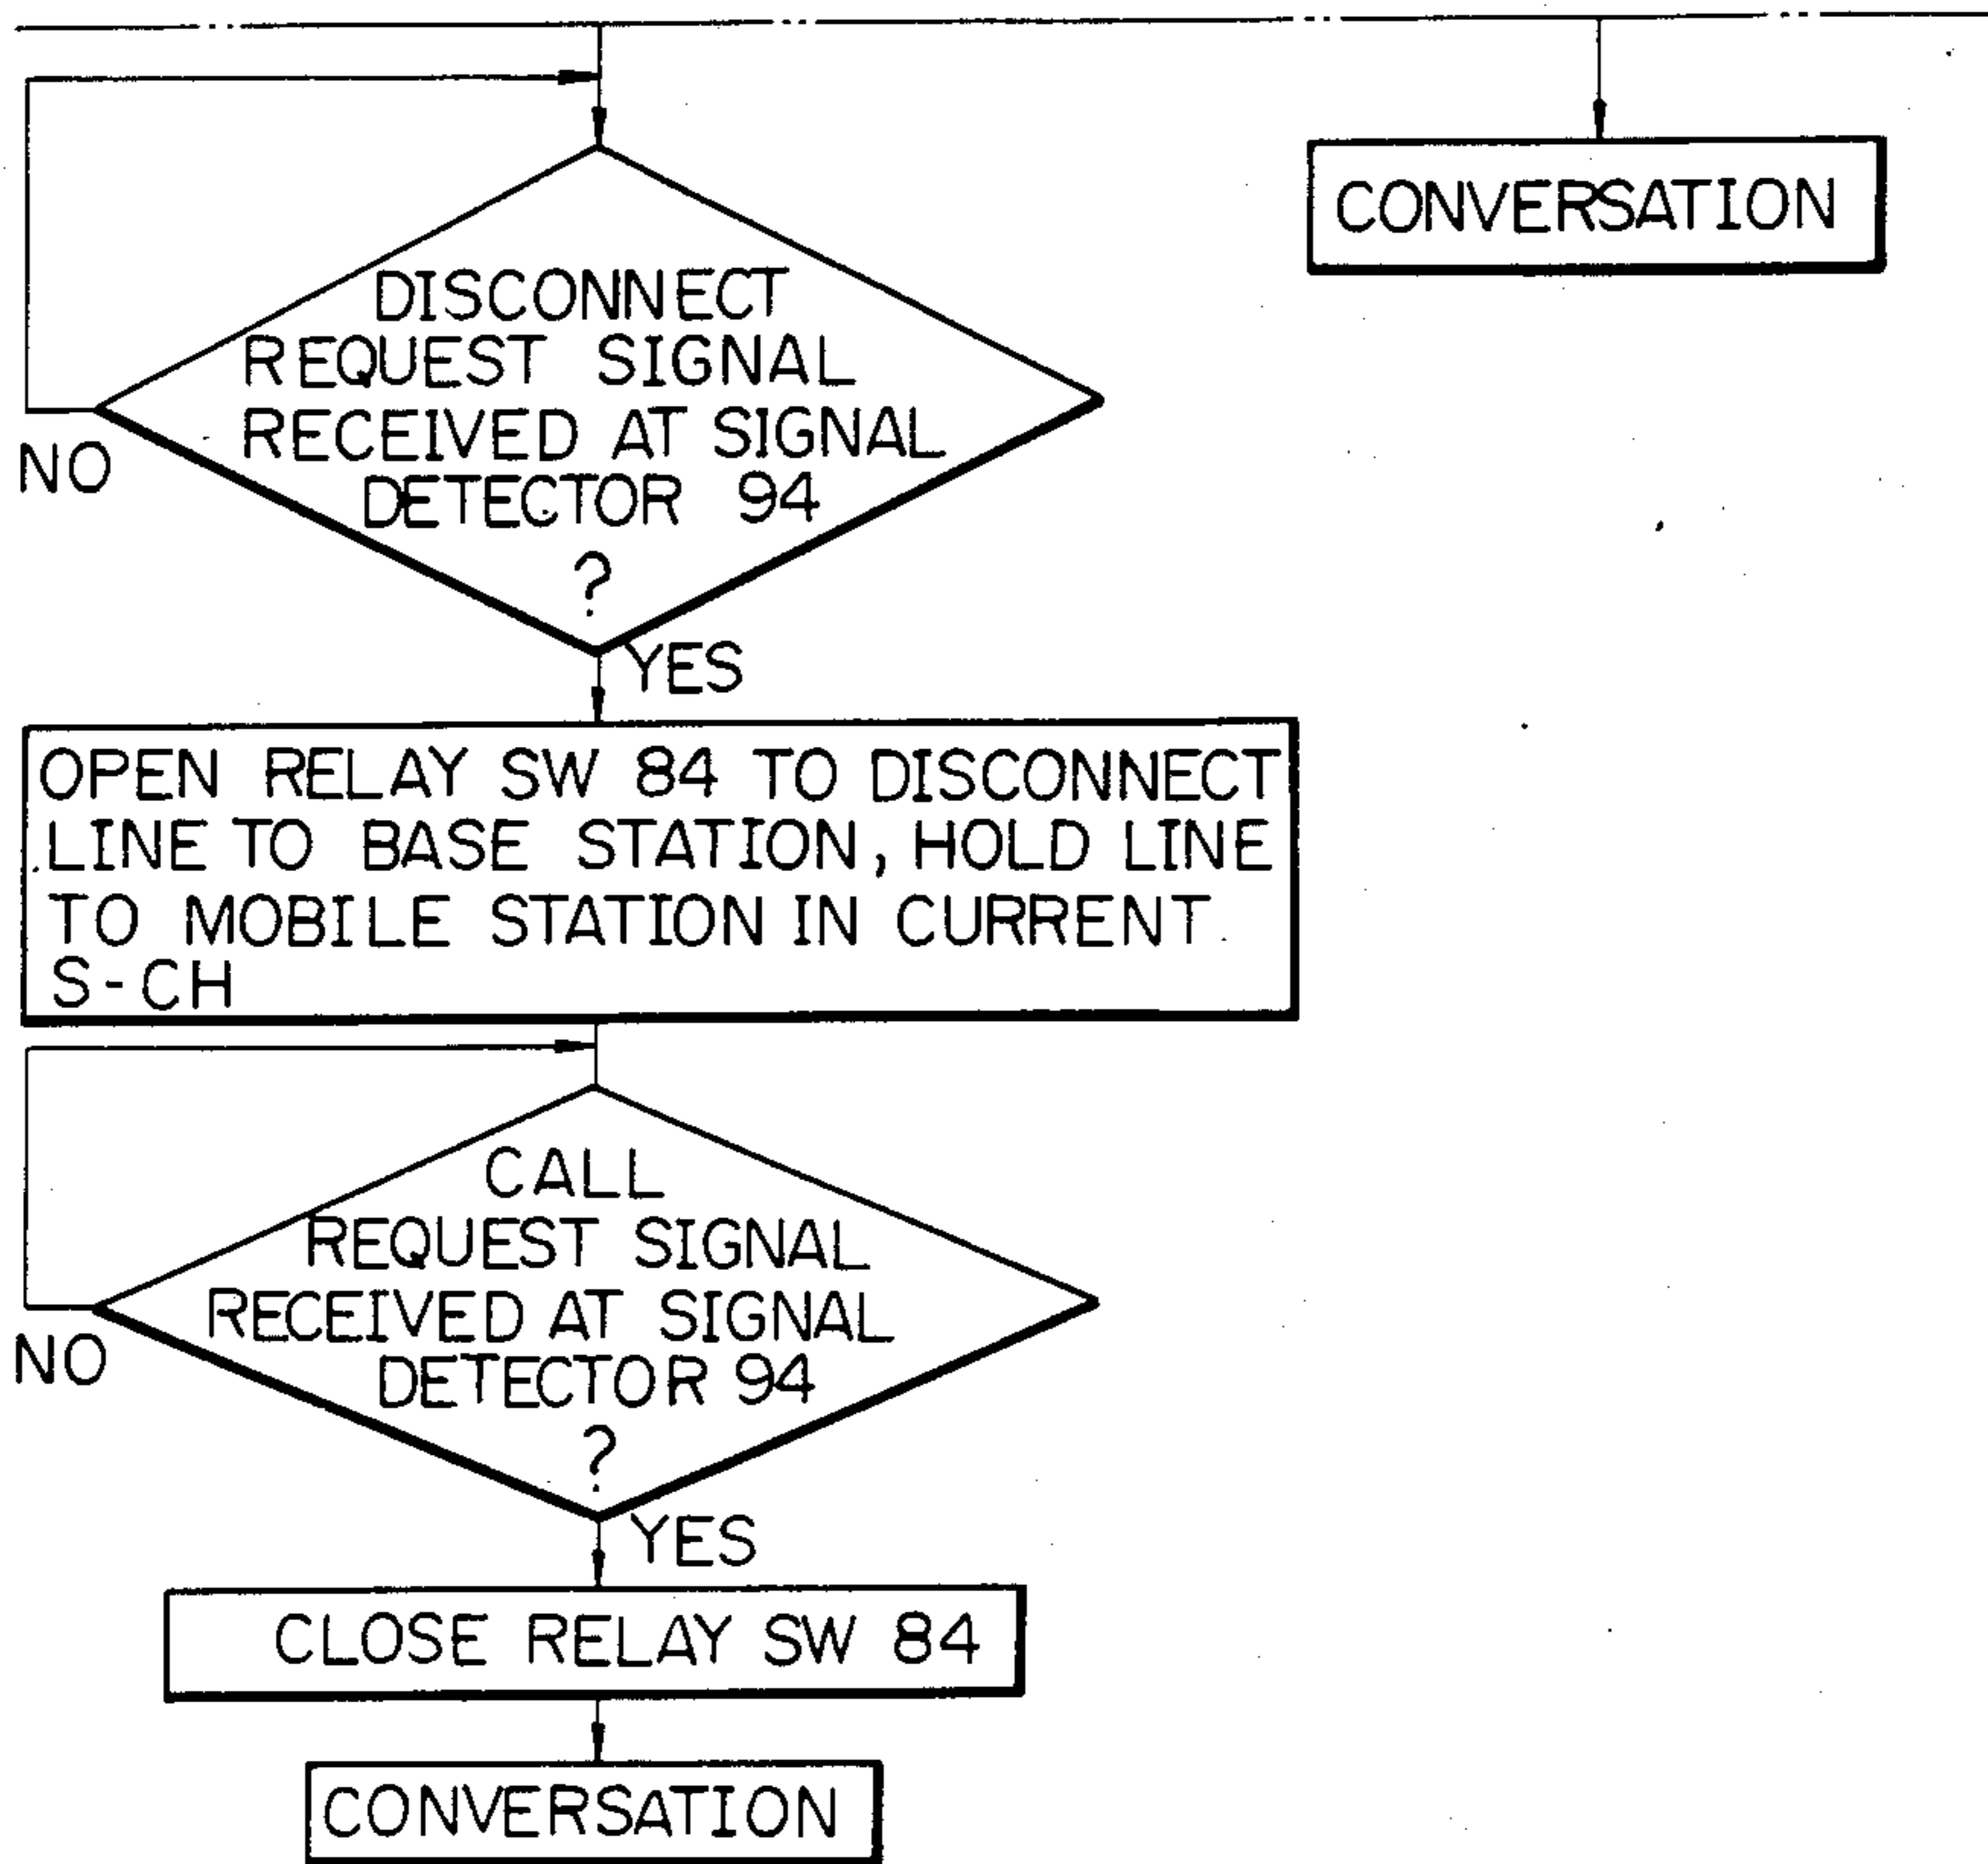 CONVERSATION
DISCONNECT
REQUEST SIGNAL
RECEIVED AT SIGNAL
DETECTOR 94
?
NO
YES
OPEN RELAY SW 84 TO DISCONNECT
LINE TO BASE STATION, HOLD LINE
TO MOBILE STATION IN CURRENT
S-CH
CALL
REQUEST SIGNAL
RECEIVED AT SIGNAL
DETECTOR 94
?
NO
YES
CLOSE RELAY SW 84
CONVERSATION